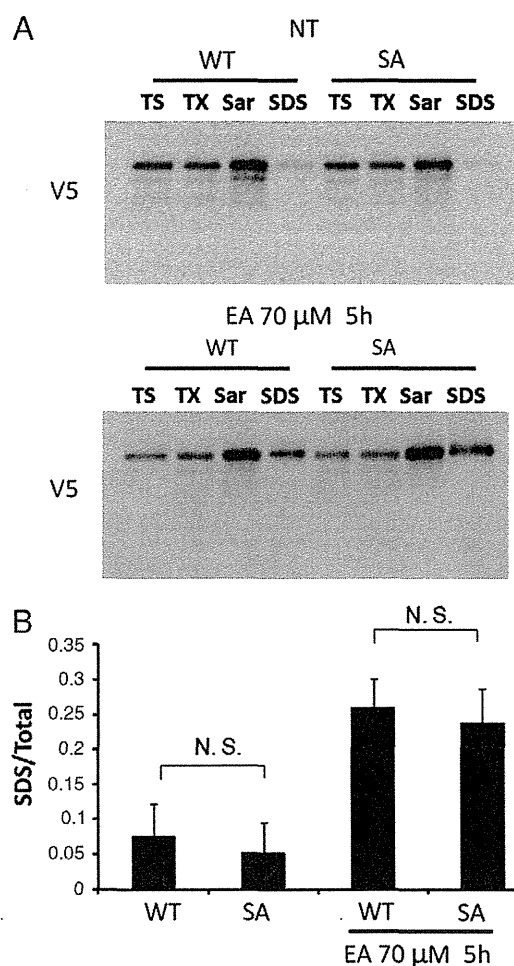 A
NT
WT SA
TS TX Sar SDS TS TX Sar SDS
V5
EA 70 μM 5h
WT SA
TS TX Sar SDS TS TX Sar SDS
V5
B
N. S.
N. S.
SDS/Total
0.35
0.3
0.25
0.2
0.15
0.1
0.05
0
WT SA WT SA
EA 70 μM 5h